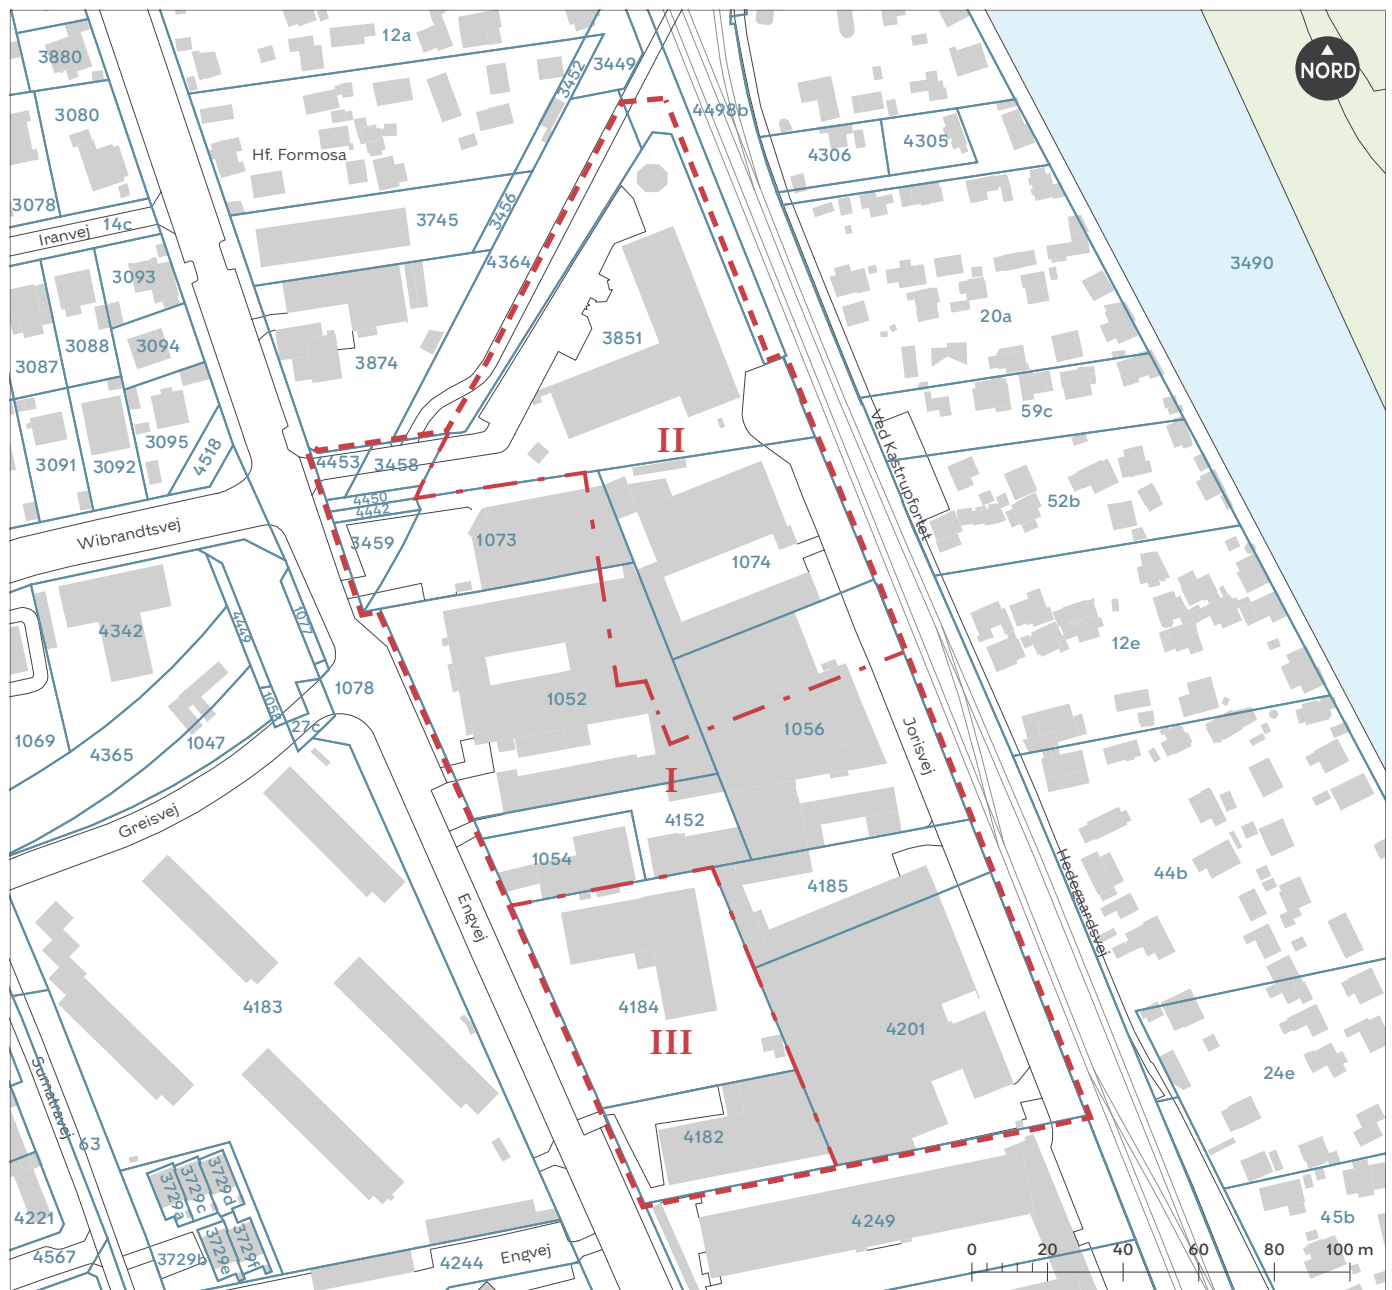 12a
3880
3449
NORD
3452
3080
4498b
4306
4305
Hf. Formosa
3078
14c
3745
3456
Iranvej
4364
3490
3093
20a
3851
3088
3094
3087
3874
59c
Ved Kastrupfortet
3095
II
4518
3091
3092
4453
3458
4450
52b
4442
Wibrandtsvej
1073
3459
1074
1077
4449
4342
12e
1078
1052
1058
27c
1056
1069
4365
1047
Jorisvej
I
Greisvej
4152
1054
44b
4185
Hedegaardsvej
Engvej
4183
4184
4201
III
24e
Sumatravej
63
4182
3729d
3729c
3729a
4221
4249
45b
3729f
3729e
3729b
4567
4244
Engvej
0 20 40 60 80 100 m